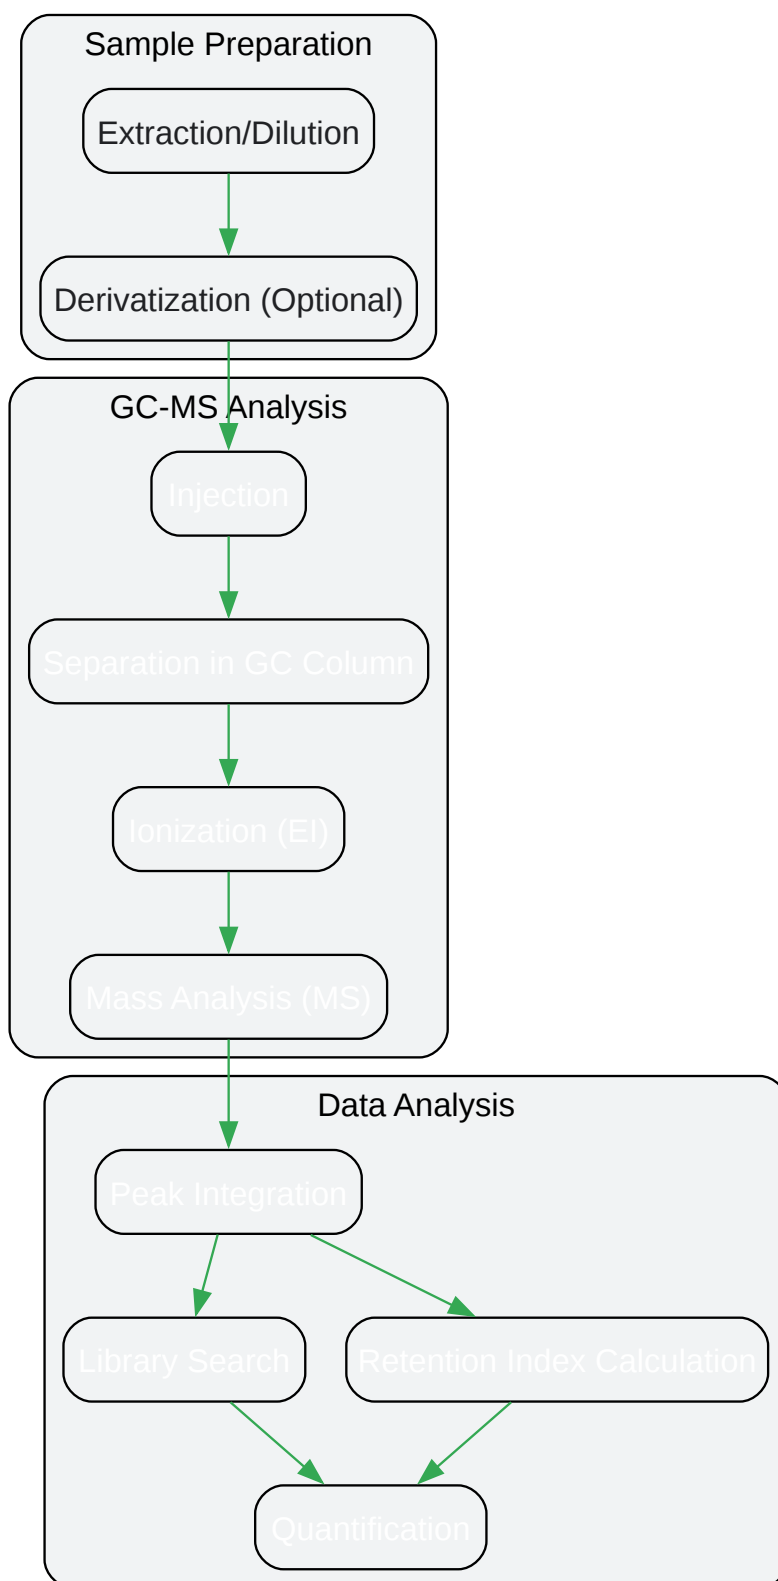 Sample Preparation
Extraction/Dilution
Derivatization (Optional)
GC-MS Analysis
Injection
Separation in GC Column
Ionization (EI)
Mass Analysis (MS)
Data Analysis
Peak Integration
Library Search
Retention Index Calculation
Quantification